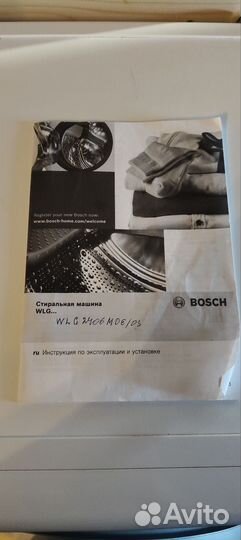 Register your new Bosch now:
www.bosch-home.com/welcome
Стиральная машина
WLG...
BOSCH
WLG 2406 MOE/03
ru Инструкция по эксплуатации и установке
Avito